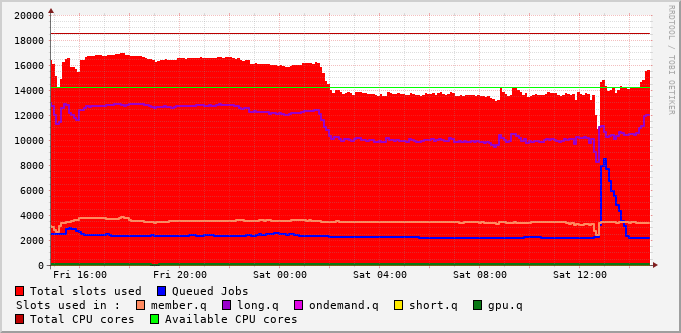 20000
18000
16000
14000
12000
10000
8000
6000
4000
2000
0
Fri 16:00 Fri 20:00 Sat 00:00 Sat 04:00 Sat 08:00 Sat 12:00
Total slots used Queued Jobs
Slots used in : member.q long.q ondemand.q short.q gpu.q
Total CPU cores Available CPU cores
RRDTOOL / TOBI OETIKER